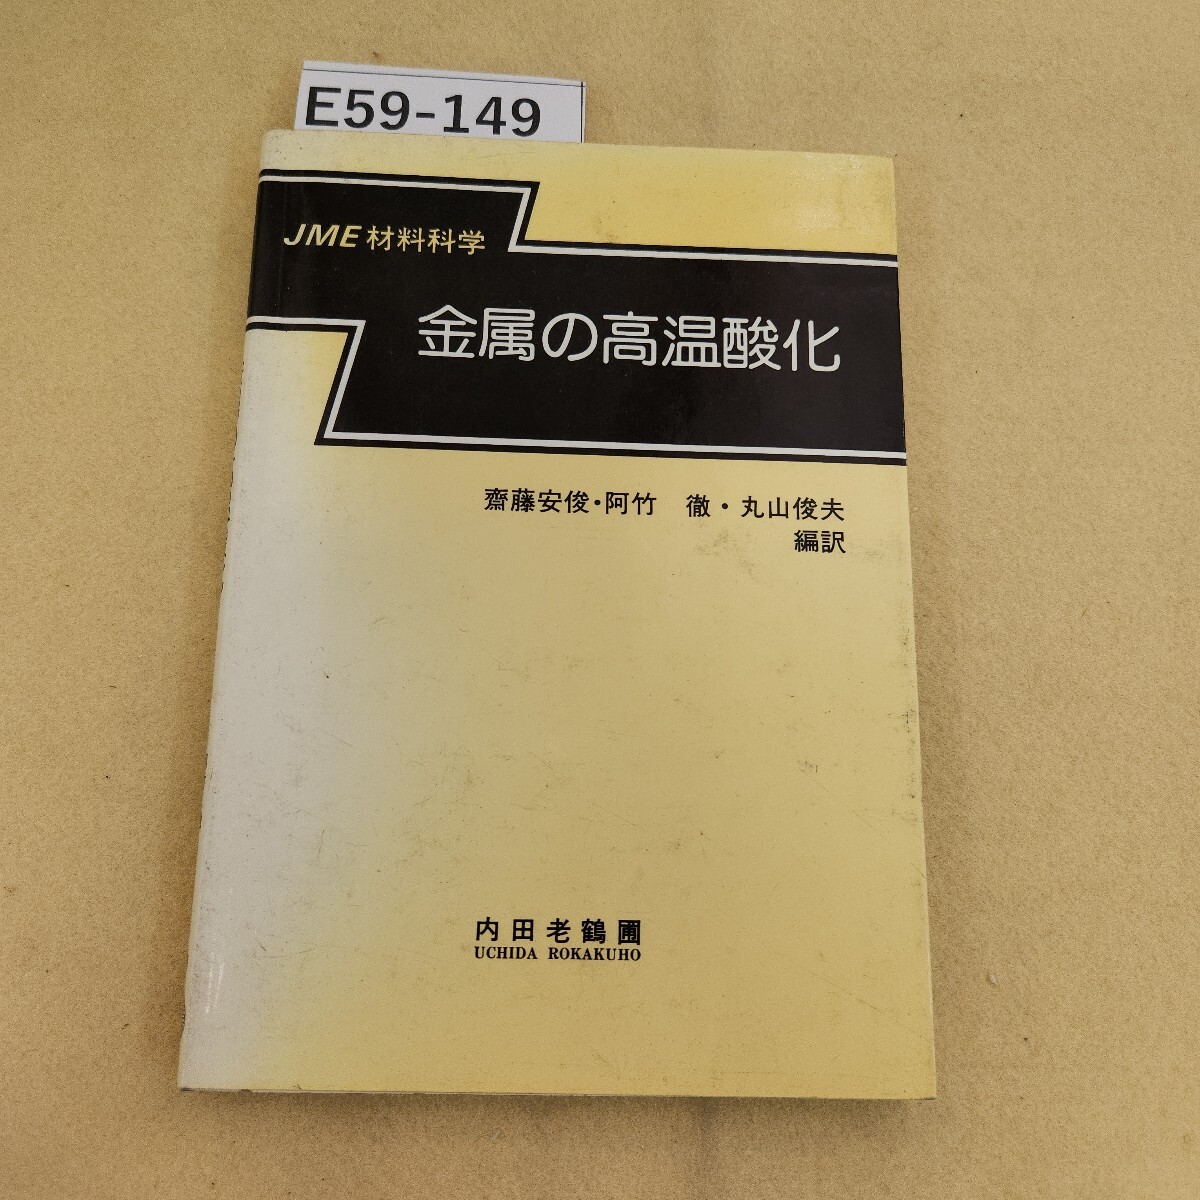 E59-149
JME 材料科学
金属の高温酸化
齋藤安俊・阿竹 徹・丸山俊夫
編訳
内田老鶴圃
UCHIDA ROKAKUHO